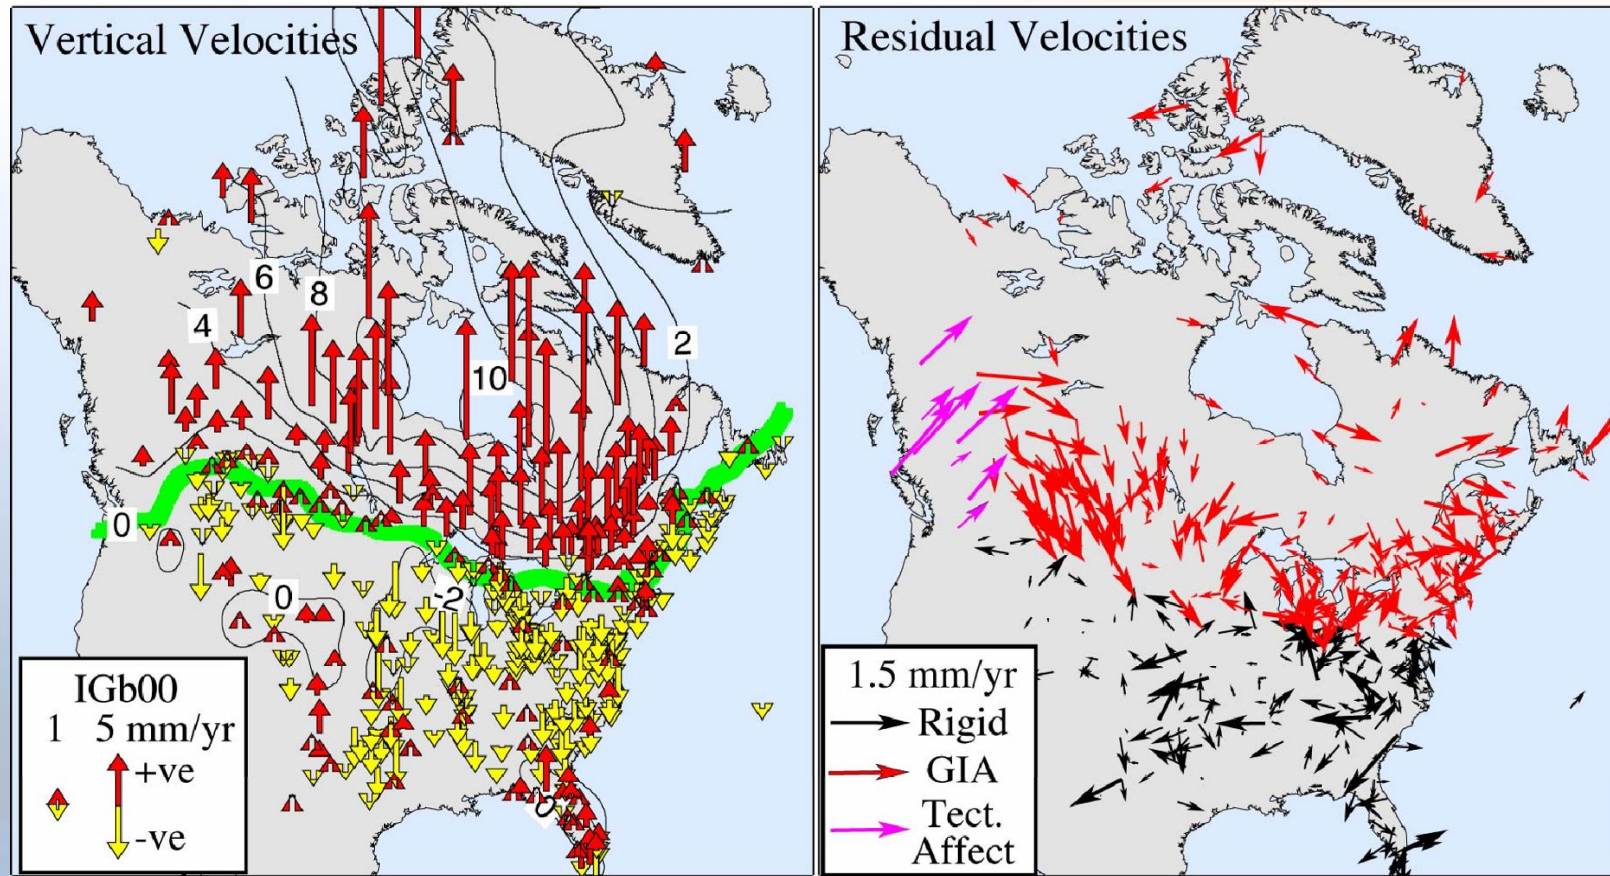 Vertical Velocities
6
8
4
2
10
0
-2
0
0
IGb00
1 5 mm/yr
+ve
-ve
Residual Velocities
1.5 mm/yr
Rigid
GIA
Tect.
Affect